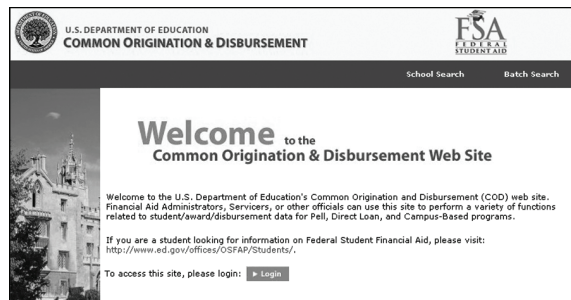 U.S. DEPARTMENT OF EDUCATION
COMMON ORIGINATION & DISBURSEMENT
FSA
FEDERAL
STUDENT AID
School Search Batch Search
Welcome to the
Common Origination & Disbursement Web Site
Welcome to the U.S. Department of Education's Common Origination and Disbursement (COD) web site.
Financial Aid Administrators, Servicers, or other officials can use this site to perform a variety of functions
related to student/award/disbursement data for Pell, Direct Loan, and Campus-Based programs.
If you are a student looking for information on Federal Student Financial Aid, please visit:
http://www.ed.gov/offices/OSFAP/Students/.
To access this site, please login: Login